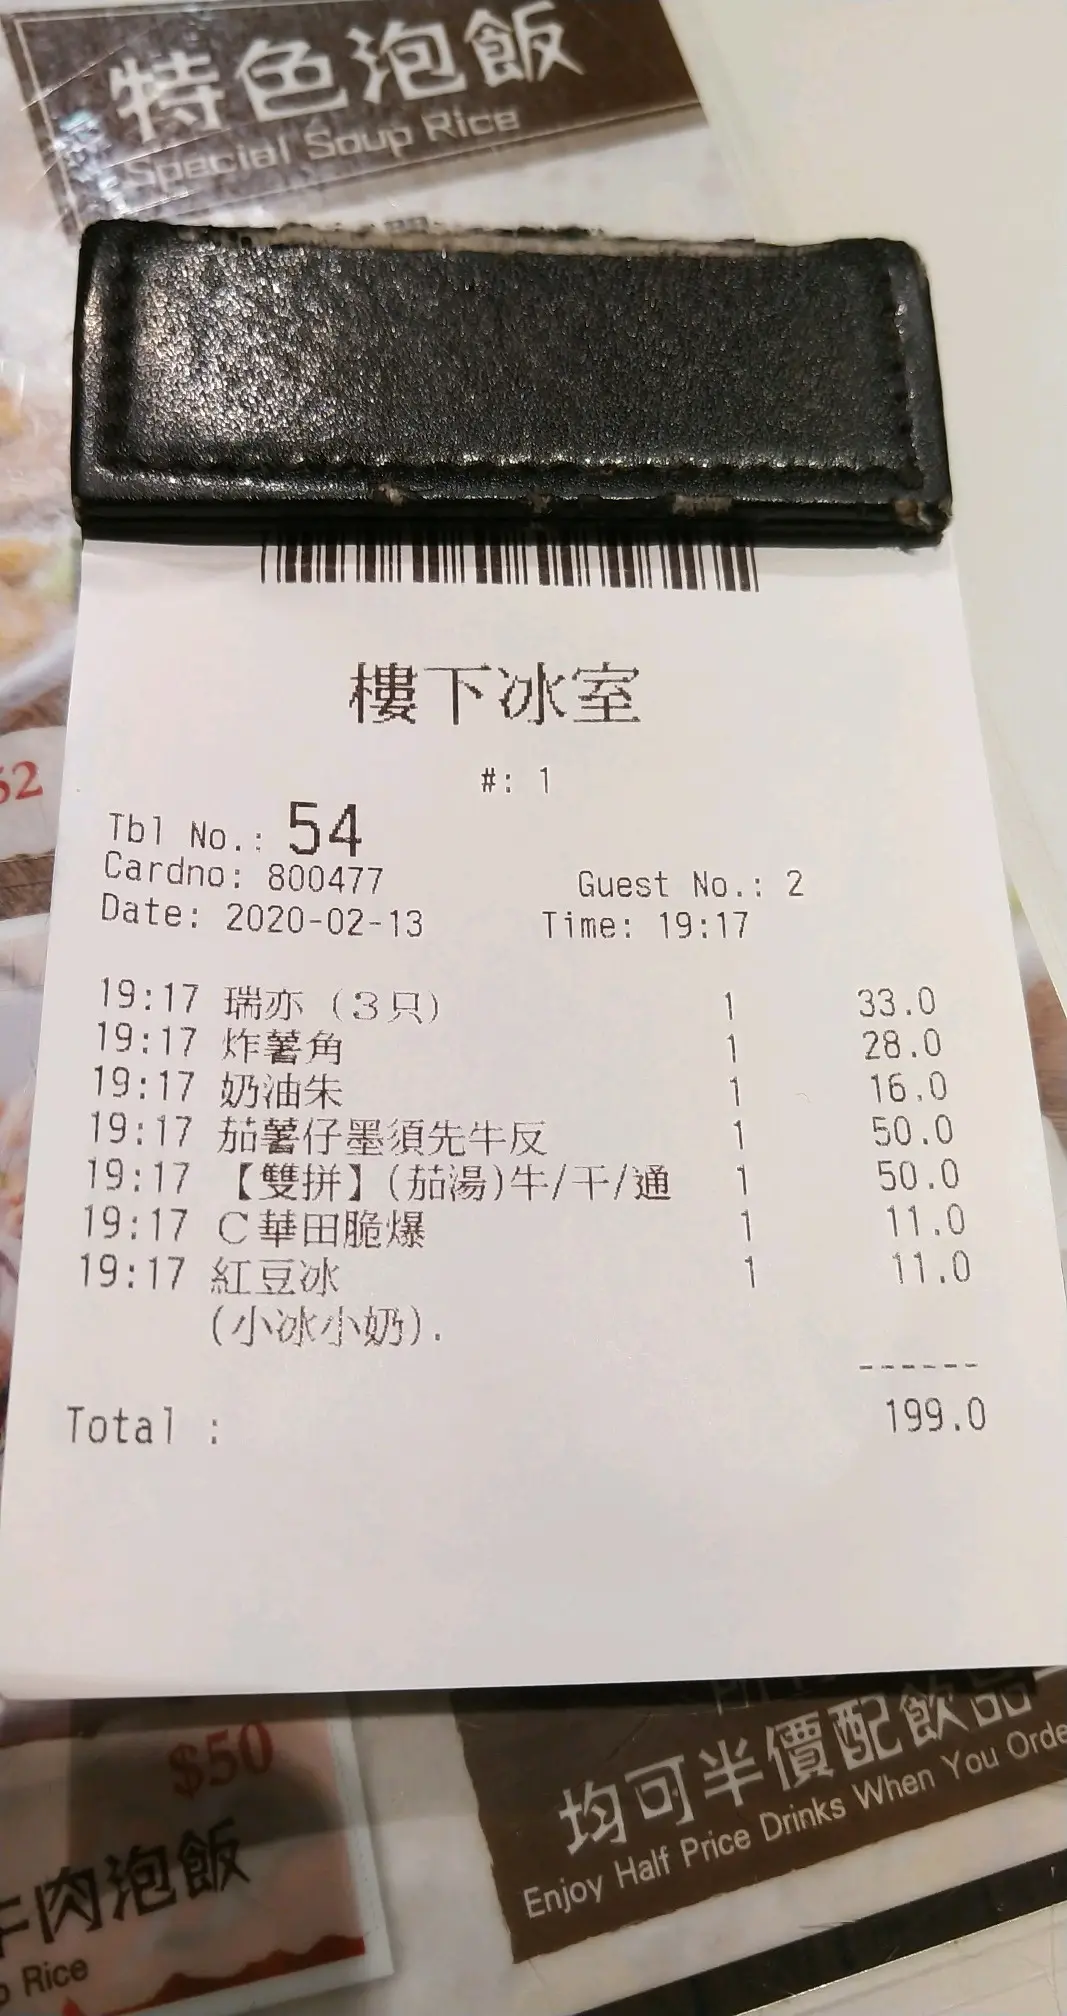 特色泡飯
Special Soup Rice
樓下冰室
#: 1
Tbl No.: 54
Cardno: 800477 Guest No.: 2
Date: 2020-02-13 Time: 19:17
19:17 瑞亦 (3只) 1 33.0
19:17 炸薯角 1 28.0
19:17 奶油朱 1 16.0
19:17 茄薯仔墨須先牛反 1 50.0
19:17 【雙拼】(茄湯)牛/干/通 1 50.0
19:17 C華田脆爆 1 11.0
19:17 紅豆冰 1 11.0
(小冰小奶).
------
Total : 199.0
$50
牛肉泡飯
Rice
均可半價配飲品
Enjoy Half Price Drinks When You Orde